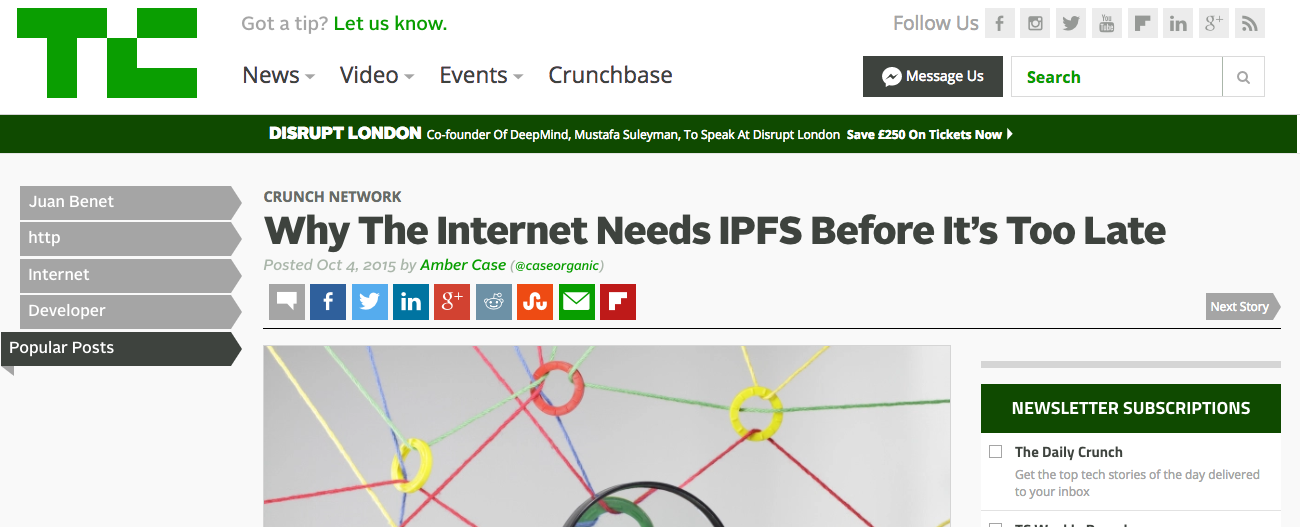 TC
Got a tip? Let us know.
Follow Us
You Tube
g+
News
Video
Events
Crunchbase
Message Us
Search
DISRUPT LONDON Co-founder Of DeepMind, Mustafa Suleyman, To Speak At Disrupt London Save £250 On Tickets Now
Juan Benet
http
Internet
Developer
Popular Posts
CRUNCH NETWORK
Why The Internet Needs IPFS Before It’s Too Late
Posted Oct 4, 2015 by Amber Case (@caseorganic)
g+
Next Story
NEWSLETTER SUBSCRIPTIONS
The Daily Crunch
Get the top tech stories of the day delivered
to your inbox